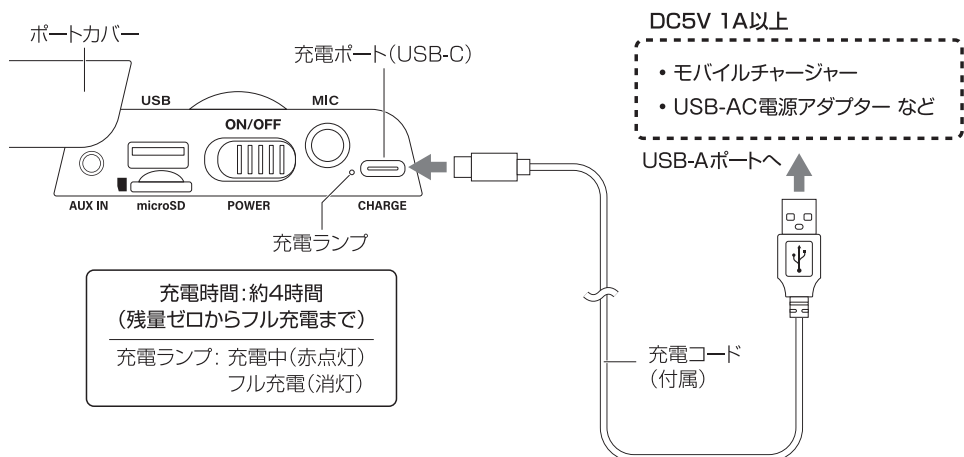 ポートカバー
充電ポート（USB-C）
USB
MIC
ON/OFF
AUX IN
microSD
POWER
CHARGE
充電ランプ
DC5V 1A以上
・モバイルチャージャー
・USB-AC電源アダプター など
USB-Aポートへ
充電時間：約4時間
（残量ゼロからフル充電まで）
充電ランプ：充電中（赤点灯）
フル充電（消灯）
充電コード
（付属）